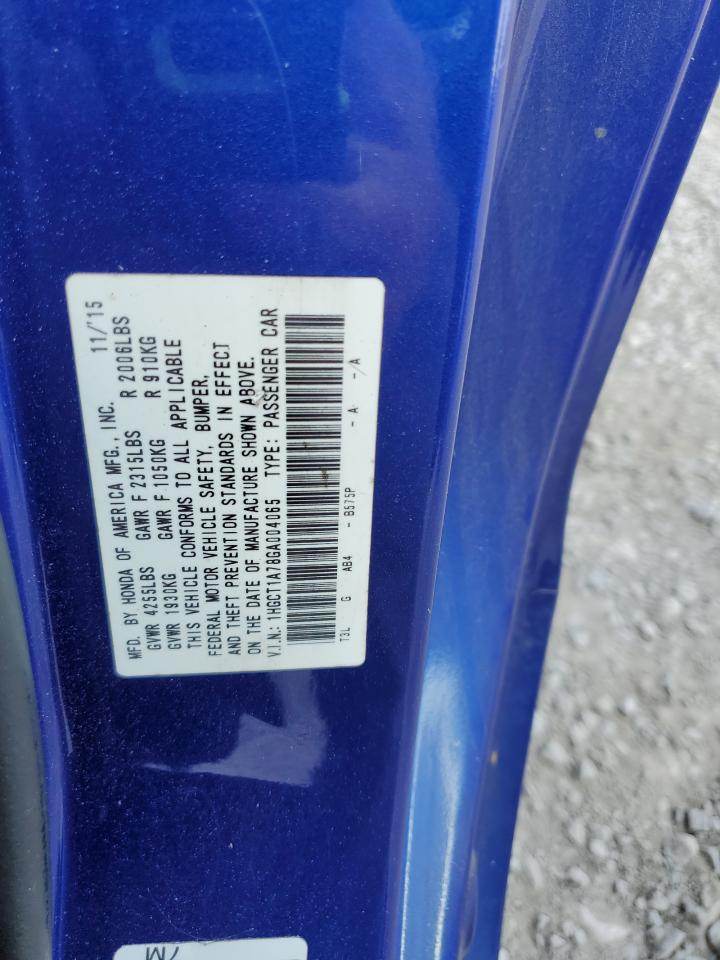 MFD. BY HONDA OF AMERICA MFG., INC. 11/'15
GVWR 4255LBS GAWR F 2315LBS R 2006LBS
GVWR 1930KG GAWR F 1050KG R 910KG
THIS VEHICLE CONFORMS TO ALL APPLICABLE
FEDERAL MOTOR VEHICLE SAFETY, BUMPER,
AND THEFT PREVENTION STANDARDS IN EFFECT
ON THE DATE OF MANUFACTURE SHOWN ABOVE.
V.I.N.: 1HGCT1A78GA004065 TYPE: PASSENGER CAR
T3L G AB4 - B575P -A -/A